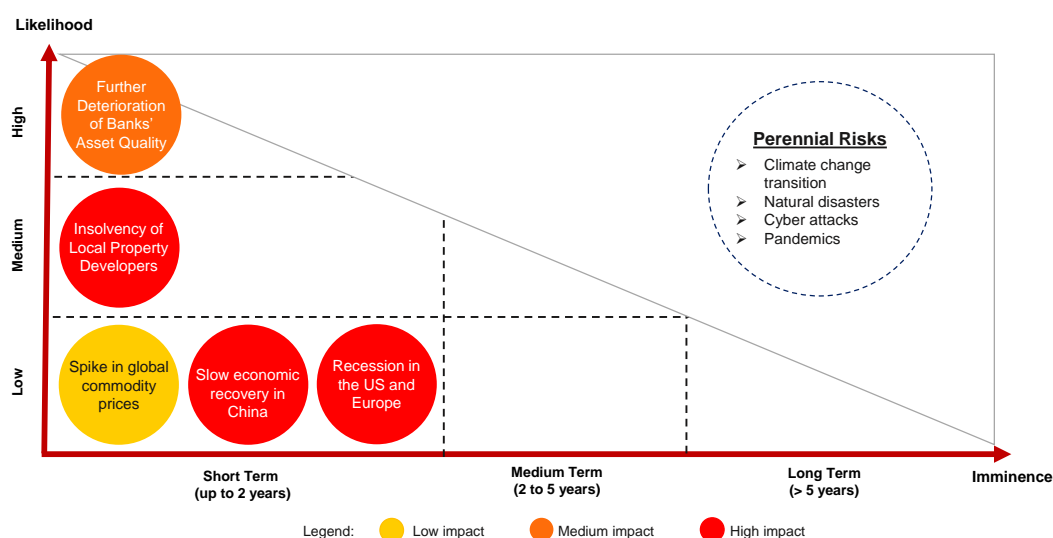 Likelihood
High
Further
Deterioration
of Banks'
Asset Quality
Perennial Risks
➢ Climate change
transition
➢ Natural disasters
➢ Cyber attacks
➢ Pandemics
Medium
Insolvency of
Local Property
Developers
Low
Spike in global
commodity
prices
Slow economic
recovery in
China
Recession in
the US and
Europe
Short Term
(up to 2 years)
Medium Term
(2 to 5 years)
Long Term
(> 5 years)
Imminence
Legend:
Low impact
Medium impact
High impact